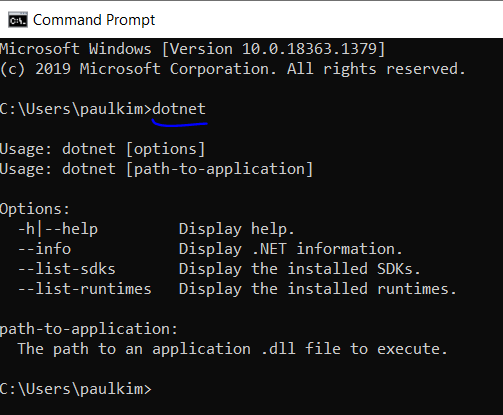 Command Prompt
Microsoft Windows [Version 10.0.18363.1379]
(c) 2019 Microsoft Corporation. All rights reserved.
C:\Users\paulkim>dotnet
Usage: dotnet [options]
Usage: dotnet [path-to-application]
Options:
  -h|--help         Display help.
  --info            Display .NET information.
  --list-sdks       Display the installed SDKs.
  --list-runtimes   Display the installed runtimes.
path-to-application:
  The path to an application .dll file to execute.
C:\Users\paulkim>